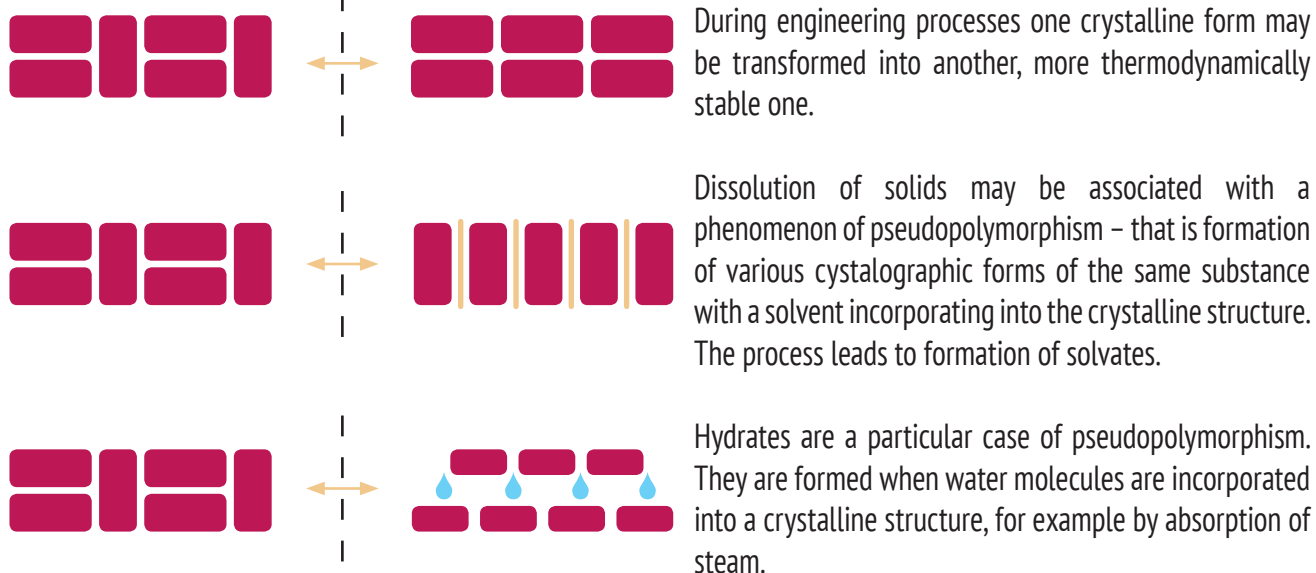 During engineering processes one crystalline form may
be transformed into another, more thermodynamically
stable one.
Dissolution of solids may be associated with a
phenomenon of pseudopolymorphism – that is formation
of various cystalographic forms of the same substance
with a solvent incorporating into the crystalline structure.
The process leads to formation of solvates.
Hydrates are a particular case of pseudopolymorphism.
They are formed when water molecules are incorporated
into a crystalline structure, for example by absorption of
steam.